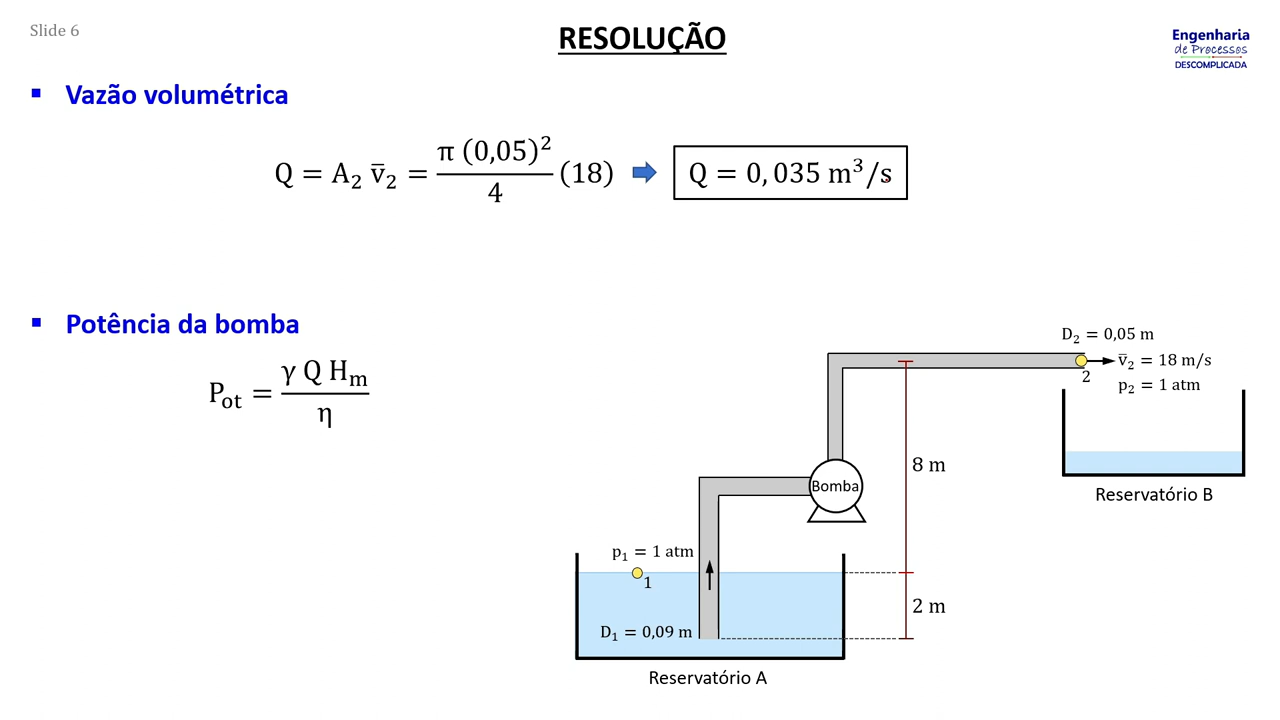 Slide 6
RESOLUÇÃO
Engenharia
de Processos
DESCOMPLICADA
▪ Vazão volumétrica
Q = A₂ v̅₂ = π (0,05)² / 4 (18) ➡ Q = 0,035 m³/s
▪ Potência da bomba
Pₒₜ = γ Q Hₘ / η
D₂ = 0,05 m
v̅₂ = 18 m/s
2
p₂ = 1 atm
8 m
Bomba
Reservatório B
p₁ = 1 atm
1
2 m
D₁ = 0,09 m
Reservatório A